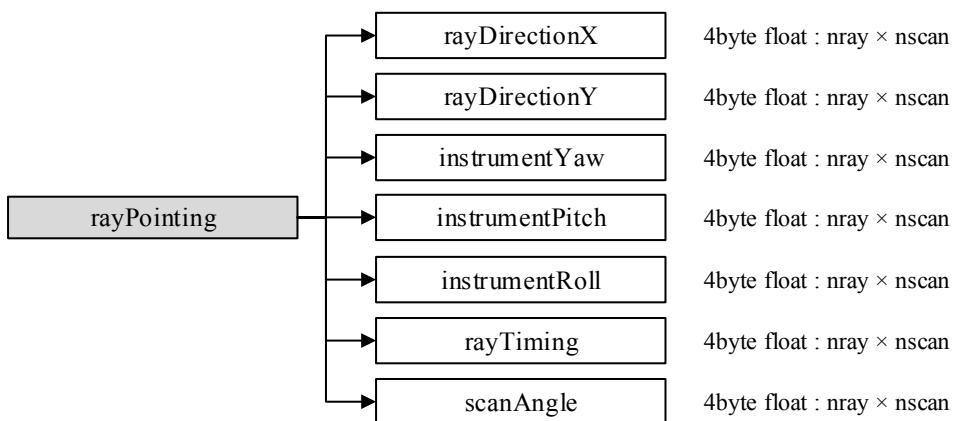 rayDirectionX 4byte float : nray × nscan
rayDirectionY 4byte float : nray × nscan
instrumentYaw 4byte float : nray × nscan
rayPointing
instrumentPitch 4byte float : nray × nscan
instrumentRoll 4byte float : nray × nscan
rayTiming 4byte float : nray × nscan
scanAngle 4byte float : nray × nscan